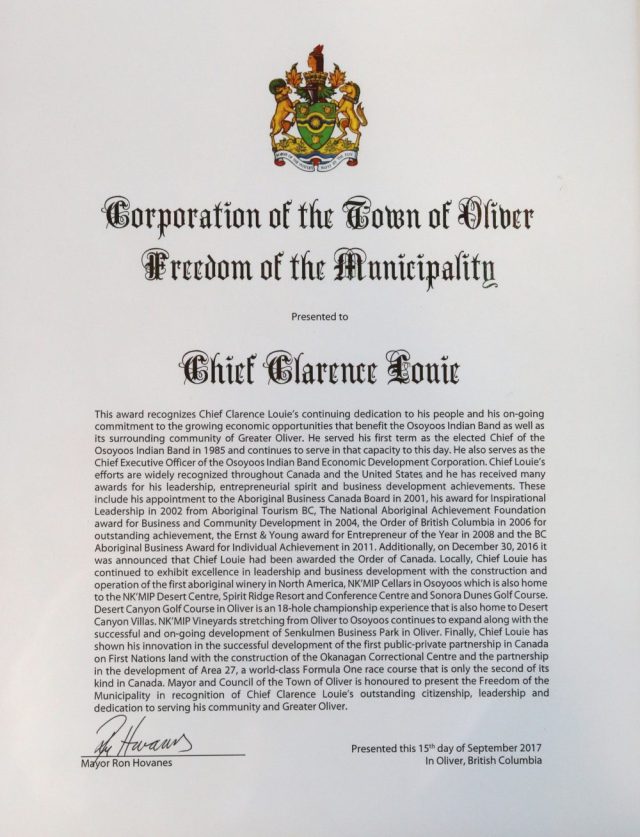 Corporation of the Town of Oliver
Freedom of the Municipality
Presented to
Chief Clarence Louie
This award recognizes Chief Clarence Louie's continuing dedication to his people and his on-going
commitment to the growing economic opportunities that benefit the Osoyoos Indian Band as well as
its surrounding community of Greater Oliver. He served his first term as the elected Chief of the
Osoyoos Indian Band in 1985 and continues to serve in that capacity to this day. He also serves as the
Chief Executive Officer of the Osoyoos Indian Band Economic Development Corporation. Chief Louie's
efforts are widely recognized throughout Canada and the United States and he has received many
awards for his leadership, entrepreneurial spirit and business development achievements. These
include his appointment to the Aboriginal Business Canada Board in 2001, his award for Inspirational
Leadership in 2002 from Aboriginal Tourism BC, The National Aboriginal Achievement Foundation
award for Business and Community Development in 2004, the Order of British Columbia in 2006 for
outstanding achievement, the Ernst & Young award for Entrepreneur of the Year in 2008 and the BC
Aboriginal Business Award for Individual Achievement in 2011. Additionally, on December 30, 2016 it
was announced that Chief Louie had been awarded the Order of Canada. Locally, Chief Louie has
continued to exhibit excellence in leadership and business development with the construction and
operation of the first aboriginal winery in North America, NK'MIP Cellars in Osoyoos which is also home
to the NK'MIP Desert Centre, Spirit Ridge Resort and Conference Centre and Sonora Dunes Golf Course.
Desert Canyon Golf Course in Oliver is an 18-hole championship experience that is also home to Desert
Canyon Villas. NK'MIP Vineyards stretching from Oliver to Osoyoos continues to expand along with the
successful and on-going development of Senkulmen Business Park in Oliver. Finally, Chief Louie has
shown his innovation in the successful development of the first public-private partnership in Canada
on First Nations land with the construction of the Okanagan Correctional Centre and the partnership
in the development of Area 27, a world-class Formula One race course that is only the second of its
kind in Canada. Mayor and Council of the Town of Oliver is honoured to present the Freedom of the
Municipality in recognition of Chief Clarence Louie's outstanding citizenship, leadership and
dedication to serving his community and Greater Oliver.
Mayor Ron Hovanes
Presented this 15th day of September 2017
In Oliver, British Columbia